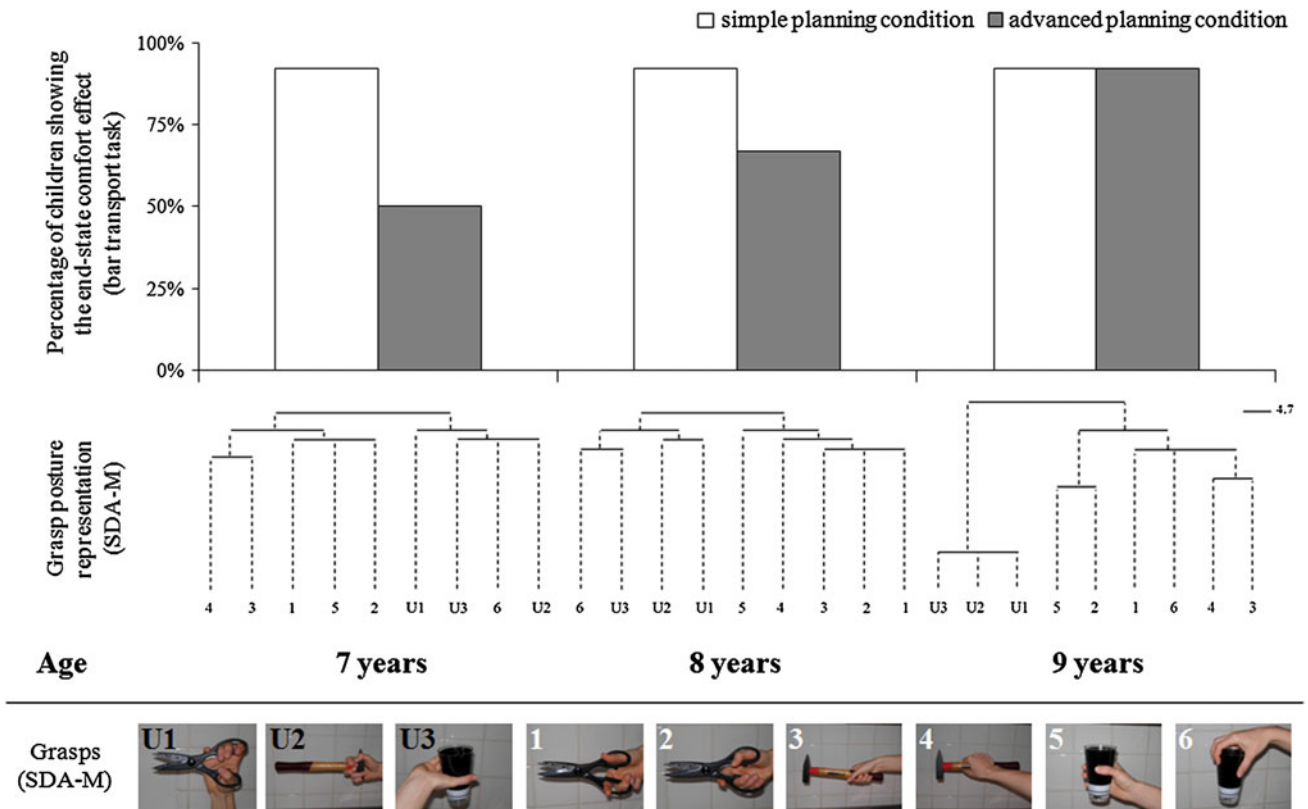 simple planning condition advanced planning condition
Percentage of children showing
the end-state comfort effect
(bar transport task)
100%
75%
50%
25%
0%
Grasp posture
representation
(SDA-M)
4.7
4 3 1 5 2 U1 U3 6 U2 6 U3 U2 U1 5 4 3 2 1 U3 U2 U1 5 2 1 6 4 3
Age 7 years 8 years 9 years
Grasps
(SDA-M)
U1 U2 U3 1 2 3 4 5 6